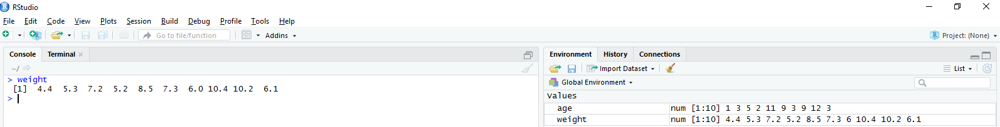 RStudio
File Edit Code View Plots Session Build Debug Profile Tools Help
Go to file/function Addins Project: (None)
Console Terminal
~/
> weight
[1] 4.4 5.3 7.2 5.2 8.5 7.3 6.0 10.4 10.2 6.1
>
Environment History Connections
Import Dataset List
Global Environment
Values
age num [1:10] 1 3 5 2 11 9 3 9 12 3
weight num [1:10] 4.4 5.3 7.2 5.2 8.5 7.3 6 10.4 10.2 6.1